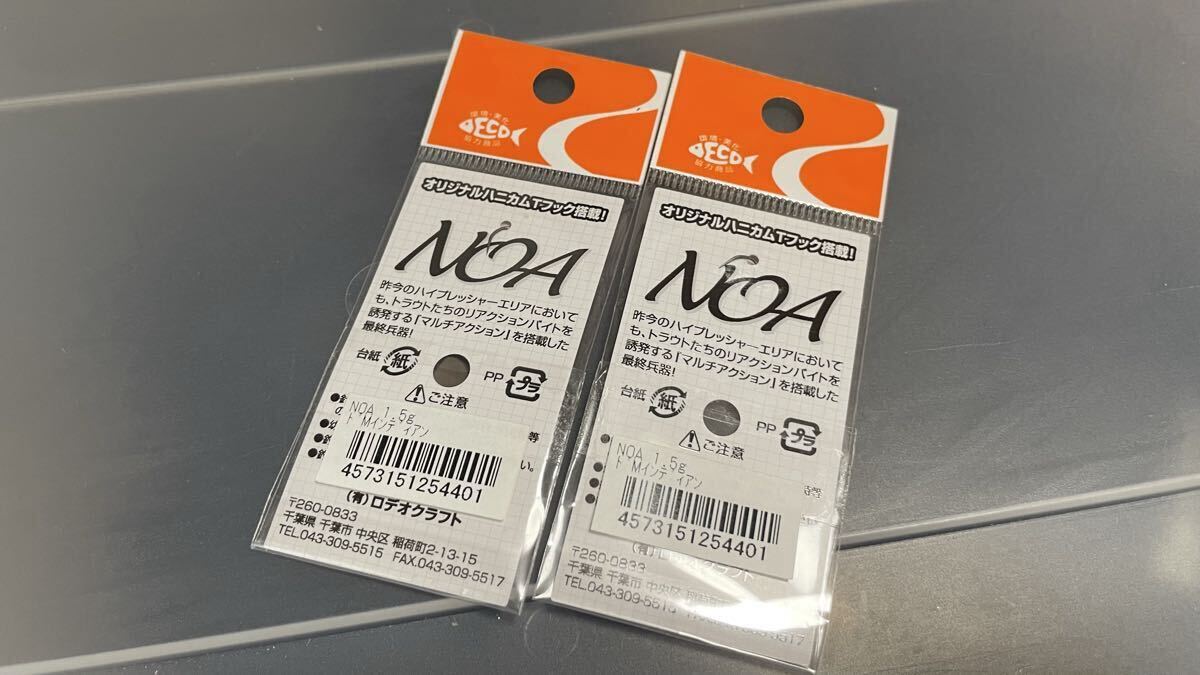 環境・美化
ECO
協力商品
オリジナルハニカムTフック搭載!
NOA
昨今のハイプレッシャーエリアにおいて
も、トラウトたちのリアクションバイトを
誘発する「マルチアクション」を搭載した
最終兵器!
台紙 紙
PP プラ
ご注意
等
い。
NOA 1.5g
ト Mインディアン
4573151254401
(有)ロデオクラフト
〒260-0833
千葉県 千葉市 中央区 稲荷町2-13-15
TEL.043-309-5515 FAX.043-309-5517
環境・美化
ECO
協力商品
オリジナルハニカムTフック搭載!
NOA
昨今のハイプレッシャーエリアにおいて
も、トラウトたちのリアクションバイトを
誘発する「マルチアクション」を搭載した
最終兵器!
台紙 紙
PP プラ
ご注意
NOA 1.5g
ト Mインディアン
4573151254401
〒260-0833
千葉県 千葉市 中央区
TEL.043-309-5515